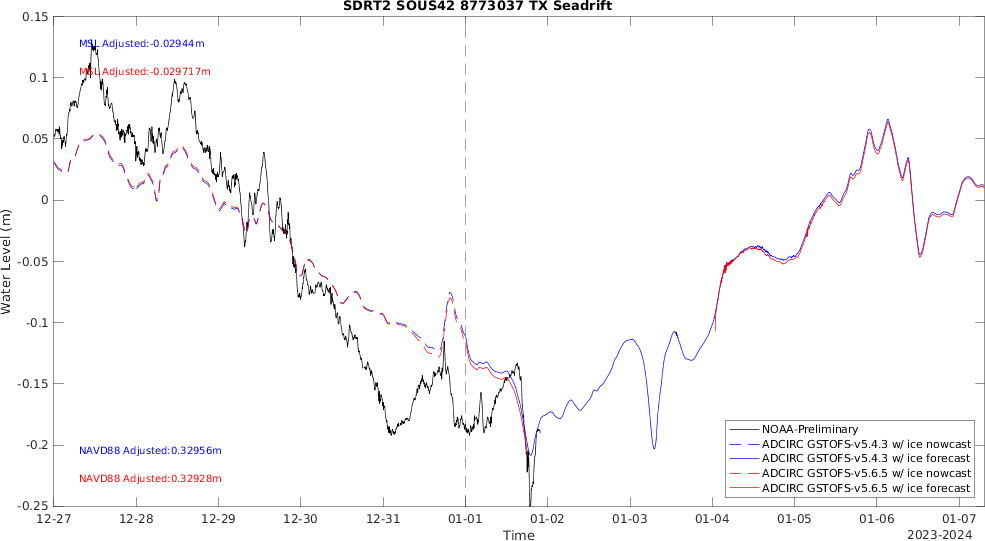 SDRT2 SOUS42 8773037 TX Seadrift
0.15
0.1
0.05
0
-0.05
-0.1
-0.15
-0.2
-0.25
Water Level (m)
MSL Adjusted:-0.02944m
MSL Adjusted:-0.029717m
NAVD88 Adjusted:0.32956m
NAVD88 Adjusted:0.32928m
NOAA-Preliminary
ADCIRC GSTOFS-v5.4.3 w/ ice nowcast
ADCIRC GSTOFS-v5.4.3 w/ ice forecast
ADCIRC GSTOFS-v5.6.5 w/ ice nowcast
ADCIRC GSTOFS-v5.6.5 w/ ice forecast
12-27 12-28 12-29 12-30 12-31 01-01 01-02 01-03 01-04 01-05 01-06 01-07
Time
2023-2024